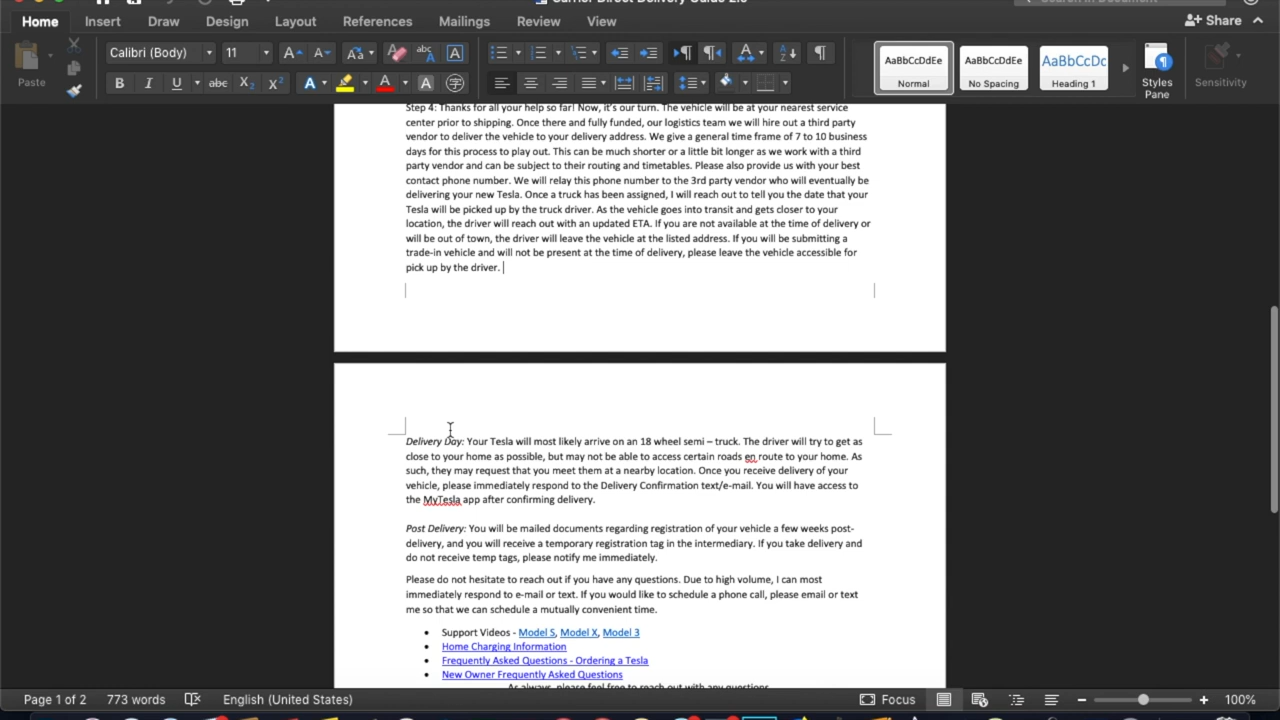 Home Insert Draw Design Layout References Mailings Review View Share
Paste Calibri (Body) 11
AaBbCcDdEe AaBbCcDdEe AaBbCcDc
Normal No Spacing Heading 1 Styles Pane Sensitivity
Step 4: Thanks for all your help so far! Now, it's our turn. The vehicle will be at your nearest service
center prior to shipping. Once there and fully funded, our logistics team we will hire out a third party
vendor to deliver the vehicle to your delivery address. We give a general time frame of 7 to 10 business
days for this process to play out. This can be much shorter or a little bit longer as we work with a third
party vendor and can be subject to their routing and timetables. Please also provide us with your best
contact phone number. We will relay this phone number to the 3rd party vendor who will eventually be
delivering your new Tesla. Once a truck has been assigned, I will reach out to tell you the date that your
Tesla will be picked up by the truck driver. As the vehicle goes into transit and gets closer to your
location, the driver will reach out with an updated ETA. If you are not available at the time of delivery or
will be out of town, the driver will leave the vehicle at the listed address. If you will be submitting a
trade-in vehicle and will not be present at the time of delivery, please leave the vehicle accessible for
pick up by the driver.
Delivery Day: Your Tesla will most likely arrive on an 18 wheel semi – truck. The driver will try to get as
close to your home as possible, but may not be able to access certain roads en route to your home. As
such, they may request that you meet them at a nearby location. Once you receive delivery of your
vehicle, please immediately respond to the Delivery Confirmation text/e-mail. You will have access to
the MyTesla app after confirming delivery.
Post Delivery: You will be mailed documents regarding registration of your vehicle a few weeks post-
delivery, and you will receive a temporary registration tag in the intermediary. If you take delivery and
do not receive temp tags, please notify me immediately.
Please do not hesitate to reach out if you have any questions. Due to high volume, I can most
immediately respond to e-mail or text. If you would like to schedule a phone call, please email or text
me so that we can schedule a mutually convenient time.
• Support Videos - Model S, Model X, Model 3
• Home Charging Information
• Frequently Asked Questions - Ordering a Tesla
• New Owner Frequently Asked Questions
As always, please feel free to reach out with any questions
Page 1 of 2 773 words English (United States) Focus 100%